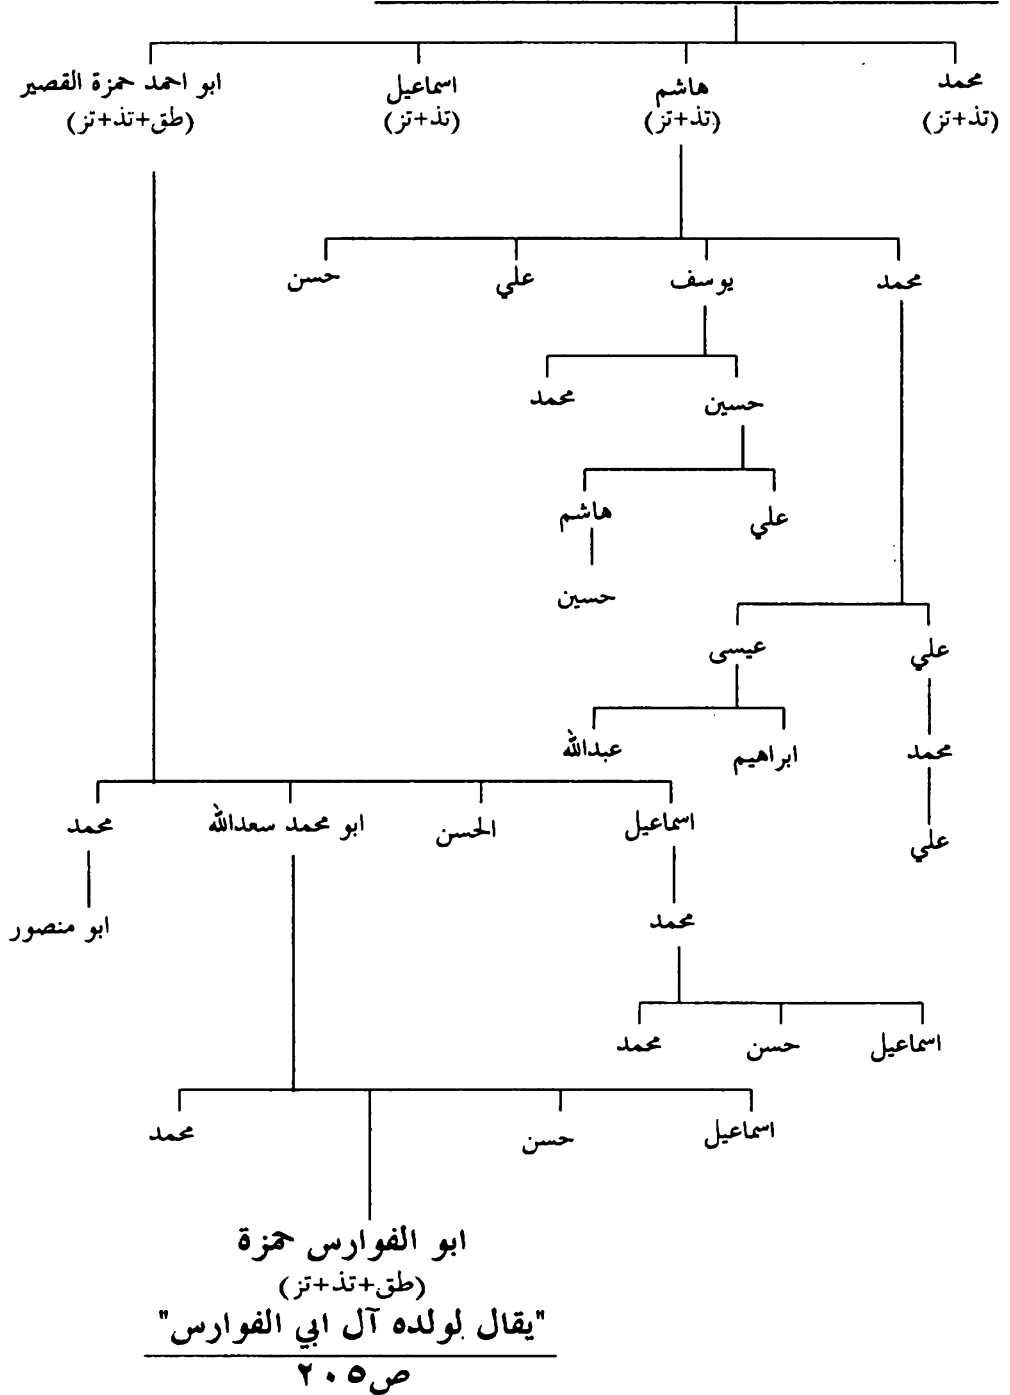 محمد
(تذ+تز)
هاشم
(تذ+تز)
اسماعيل
(تذ+تز)
ابو احمد حمزة القصير
(طق+تذ+تز)
محمد
يوسف
علي
حسن
حسين
محمد
علي
هاشم
حسين
علي
عيسى
محمد
ابراهيم
عبدالله
علي
اسماعيل
الحسن
ابو محمد سعدالله
محمد
محمد
ابو منصور
اسماعيل
حسن
محمد
اسماعيل
حسن
محمد
ابو الفوارس حمزة
(طق+تذ+تز)
"يقال لولده آل ابي الفوارس"
ص٢٠٥